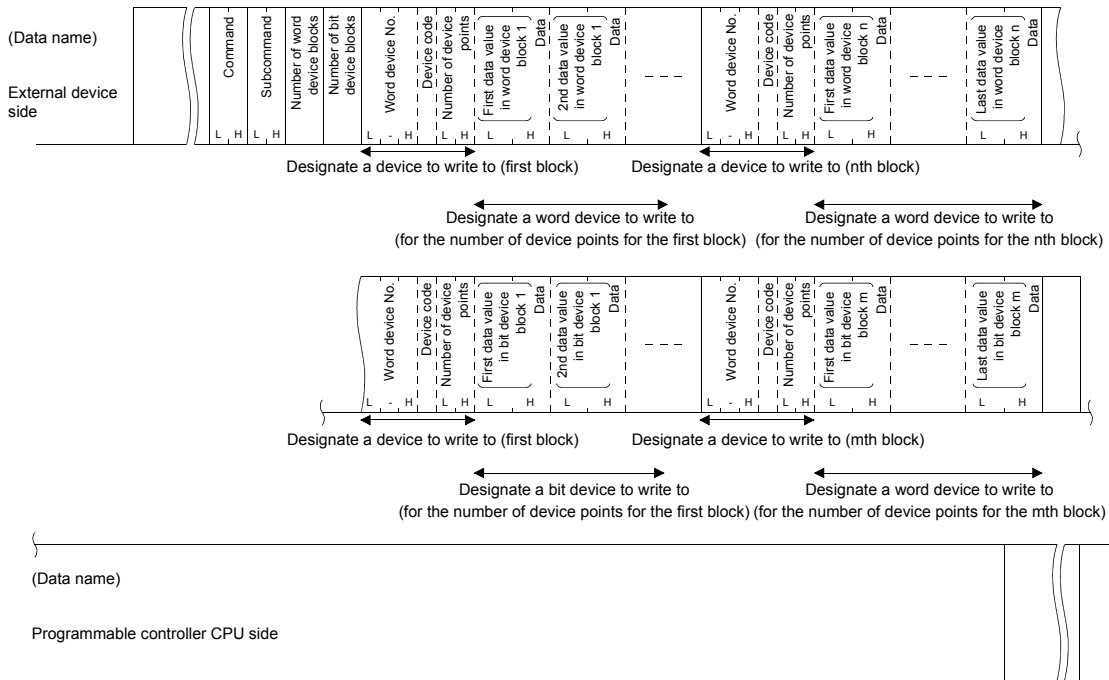 (Data name)
External device
side
Command
L H
Subcommand
L H
Number of word
device blocks
Number of bit
device blocks
Word device No.
L - H
Device code
Number of device
points
L H
First data value
in word device
block 1
Data
L H
2nd data value
in word device
block 1
Data
L H
Word device No.
L - H
Device code
Number of device
points
L H
First data value
in word device
block n
Data
L H
Last data value
in word device
block n
Data
L H
Designate a device to write to (first block)
Designate a device to write to (nth block)
Designate a word device to write to
(for the number of device points for the first block)
Designate a word device to write to
(for the number of device points for the nth block)
Word device No.
L - H
Device code
Number of device
points
L H
First data value
in bit device
block 1
Data
L H
2nd data value
in bit device
block 1
Data
L H
Word device No.
L - H
Device code
Number of device
points
L H
First data value
in bit device
block m
Data
L H
Last data value
in bit device
block m
Data
L H
Designate a device to write to (first block)
Designate a device to write to (mth block)
Designate a bit device to write to
(for the number of device points for the first block)
Designate a word device to write to
(for the number of device points for the mth block)
(Data name)
Programmable controller CPU side